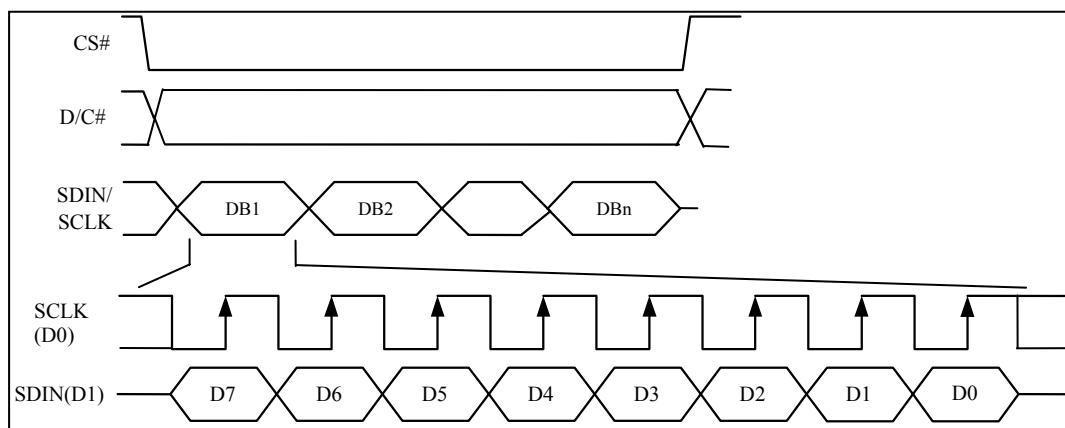 CS#
D/C#
SDIN/
SCLK
DB1 DB2 DBn
SCLK
(D0)
SDIN(D1) D7 D6 D5 D4 D3 D2 D1 D0